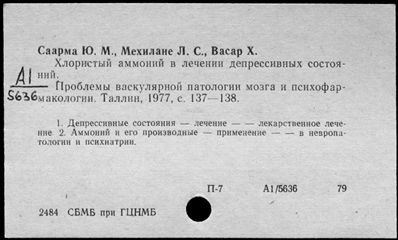 Саарма Ю. М., Мехилане Л. С., Васар Х.
Хлористый аммоний в лечении депрессивных состоя-
ний.
А1
5636
Проблемы васкулярной патологии мозга и психофар-
макологии. Таллин, 1977, с. 137—138.
1. Депрессивные состояния — лечение — — лекарственное лече-
ние 2. Аммоний и его производные — применение — — в невропа-
тологии и психиатрии.
П-7 А1/5636 79
2484 СБМБ при ГЦНМБ